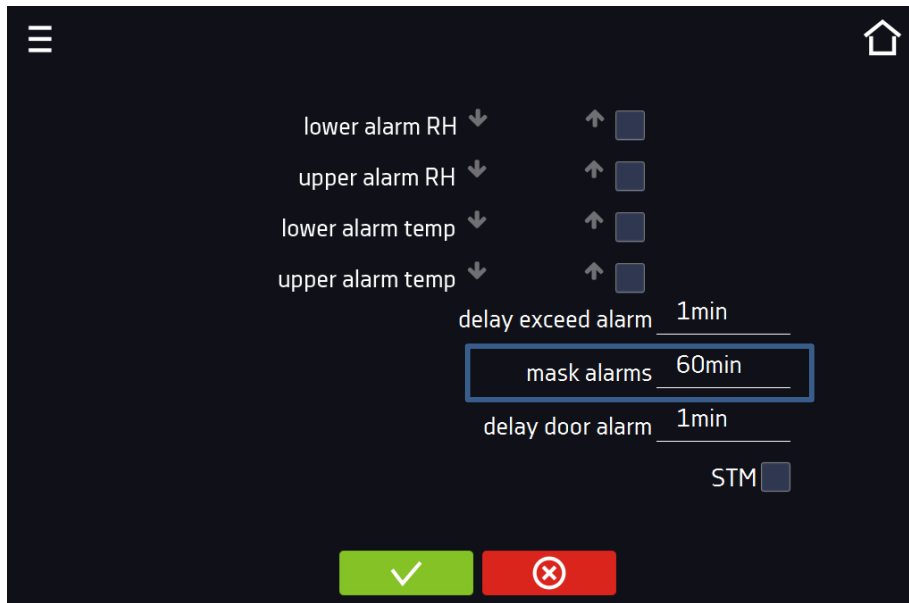 lower alarm RH
upper alarm RH
lower alarm temp
upper alarm temp
delay exceed alarm 1min
mask alarms 60min
delay door alarm 1min
STM